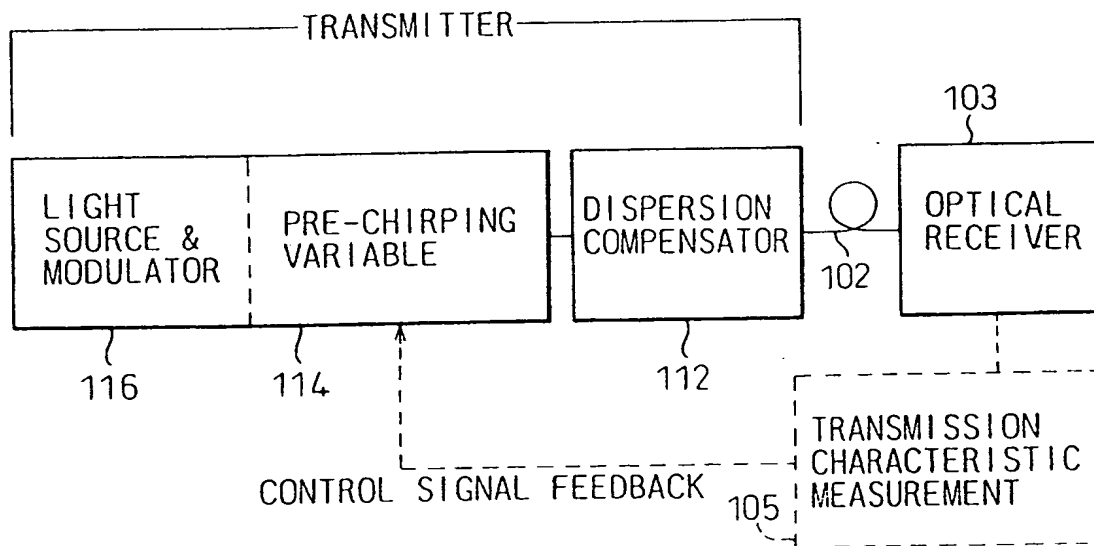 TRANSMITTER
103
LIGHT
SOURCE &
MODULATOR
PRE-CHIRPING
VARIABLE
DISPERSION
COMPENSATOR
OPTICAL
RECEIVER
102
116
114
112
TRANSMISSION
CHARACTERISTIC
MEASUREMENT
CONTROL SIGNAL FEEDBACK
105